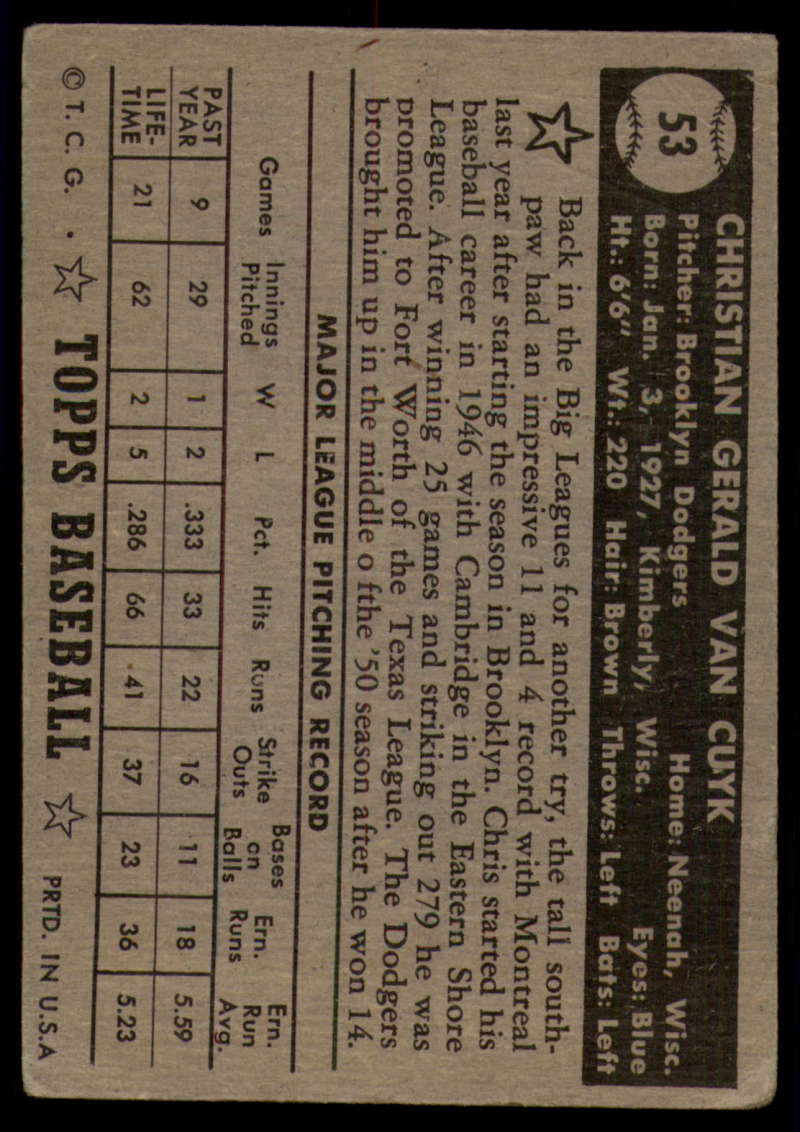 53
CHRISTIAN GERALD VAN CUYK
Pitcher: Brooklyn Dodgers Home: Neenah, Wisc.
Born: Jan. 3, 1927, Kimberly, Wisc. Eyes: Blue
Ht.: 6'6" Wt.: 220 Hair: Brown Throws: Left Bats: Left
Back in the Big Leagues for another try, the tall south-
paw had an impressive 11 and 4 record with Montreal
last year after starting the season in Brooklyn. Chris started his
baseball career in 1946 with Cambridge in the Eastern Shore
League. After winning 25 games and striking out 279 he was
promoted to Fort Worth of the Texas League. The Dodgers
brought him up in the middle o fthe '50 season after he won 14.
MAJOR LEAGUE PITCHING RECORD
Games Innings Pitched W L Pct. Hits Runs Strike Outs Bases on Balls Ern. Runs Ern. Run Avg.
PAST YEAR 9 29 1 2 .333 33 22 16 11 18 5.59
LIFE-TIME 21 62 2 5 .286 66 41 37 23 36 5.23
© T. C. G. TOPPS BASEBALL PRTD. IN U.S.A